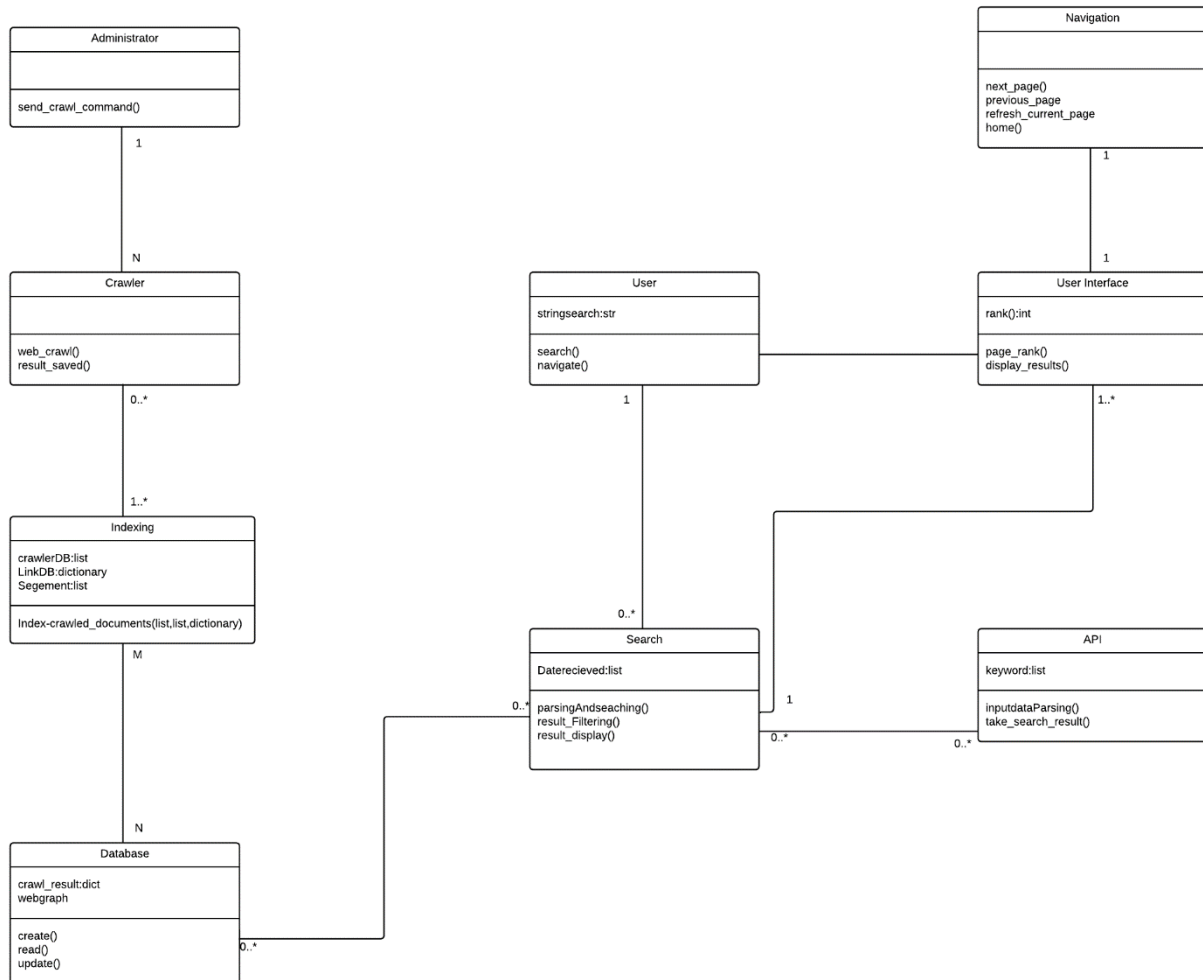 Administrator
send_crawl_command()
1
N
Crawler
web_crawl()
result_saved()
0..*
1..*
Indexing
crawlerDB:list
LinkDB:dictionary
Segement:list
Index-crawled_documents(list,list,dictionary)
M
N
Database
crawl_result:dict
webgraph
create()
read()
update()
0..*
0..*
User
stringsearch:str
search()
navigate()
1
0..*
Search
Daterecieved:list
parsingAndseaching()
result_Filtering()
result_display()
1
0..*
0..*
Navigation
next_page()
previous_page
refresh_current_page
home()
1
1
User Interface
rank():int
page_rank()
display_results()
1..*
API
keyword:list
inputdataParsing()
take_search_result()